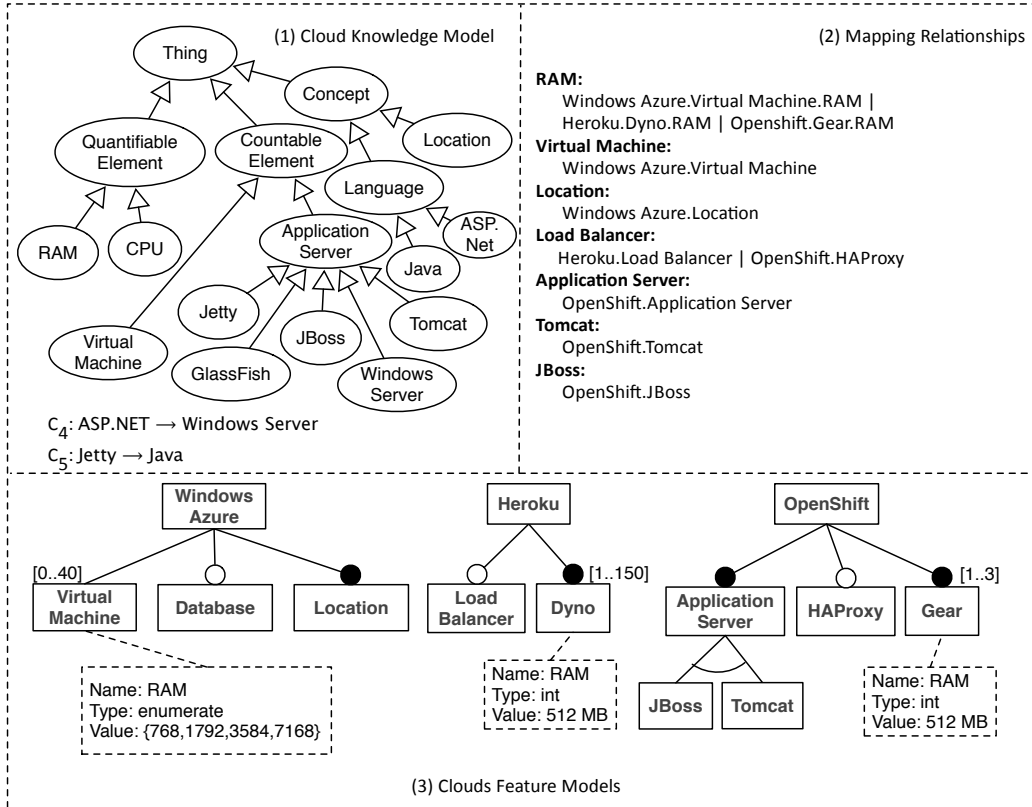 (1) Cloud Knowledge Model
Thing
Concept
Quantifiable
Element
Countable
Element
Location
Language
RAM
CPU
Application
Server
ASP.
Net
Java
Jetty
JBoss
Tomcat
Virtual
Machine
GlassFish
Windows
Server
C4: ASP.NET → Windows Server
C5: Jetty → Java
(2) Mapping Relationships
RAM:
Windows Azure.Virtual Machine.RAM |
Heroku.Dyno.RAM | Openshift.Gear.RAM
Virtual Machine:
Windows Azure.Virtual Machine
Location:
Windows Azure.Location
Load Balancer:
Heroku.Load Balancer | OpenShift.HAProxy
Application Server:
OpenShift.Application Server
Tomcat:
OpenShift.Tomcat
JBoss:
OpenShift.JBoss
Windows
Azure
[0..40]
Virtual
Machine
Database
Location
Name: RAM
Type: enumerate
Value: {768,1792,3584,7168}
Heroku
[1..150]
Load
Balancer
Dyno
Name: RAM
Type: int
Value: 512 MB
OpenShift
[1..3]
Application
Server
HAProxy
Gear
JBoss
Tomcat
Name: RAM
Type: int
Value: 512 MB
(3) Clouds Feature Models